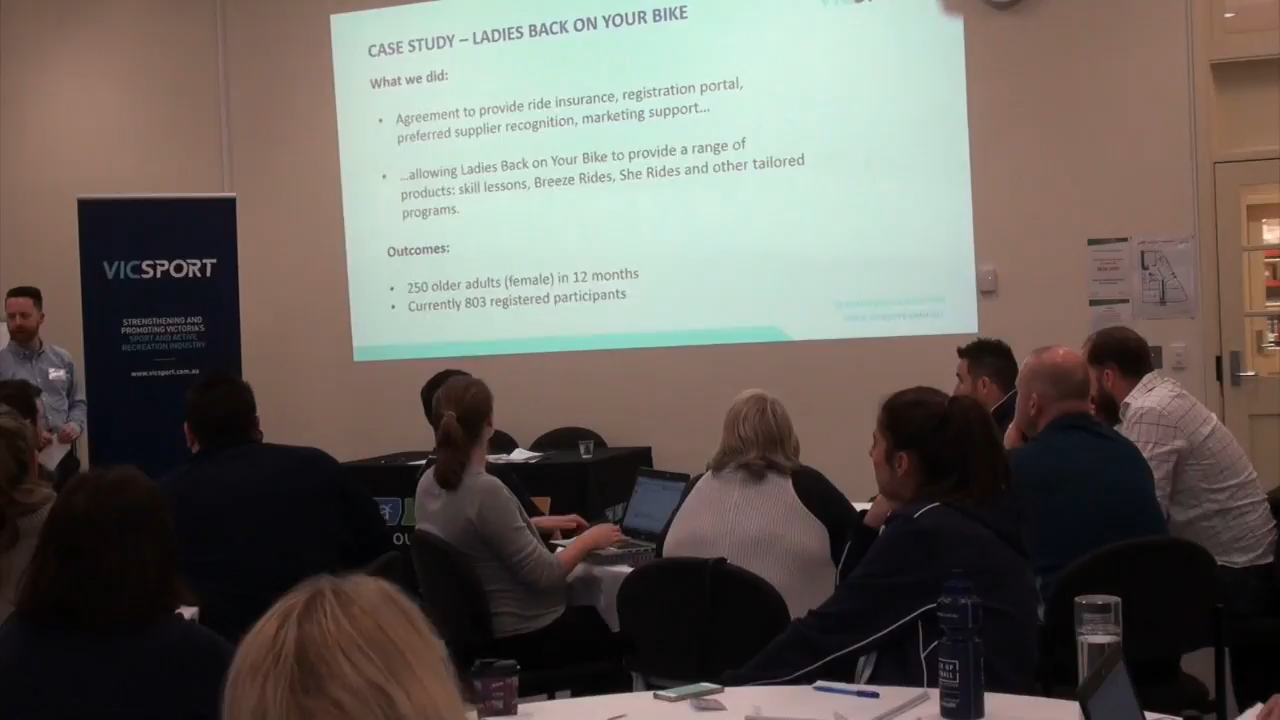 CASE STUDY – LADIES BACK ON YOUR BIKE
What we did:
• Agreement to provide ride insurance, registration portal,
preferred supplier recognition, marketing support...
• ...allowing Ladies Back on Your Bike to provide a range of
products: skill lessons, Breeze Rides, She Rides and other tailored
programs.
Outcomes:
• 250 older adults (female) in 12 months
• Currently 803 registered participants
VICSPORT
STRENGTHENING AND
PROMOTING VICTORIA'S
SPORT AND ACTIVE
RECREATION INDUSTRY
www.vicsport.com.au
OU